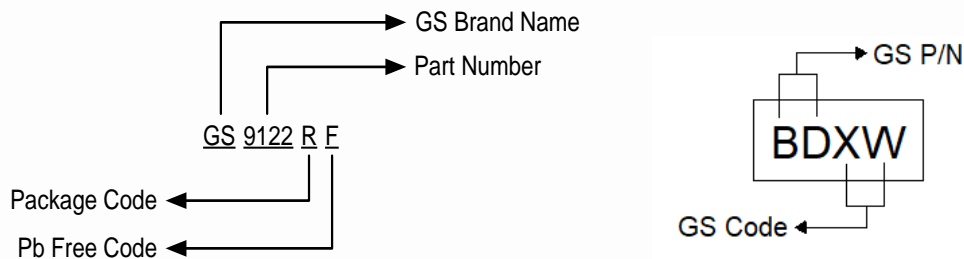 GS Brand Name
Part Number
GS 9122 R F
Package Code
Pb Free Code
GS P/N
BDXW
GS Code